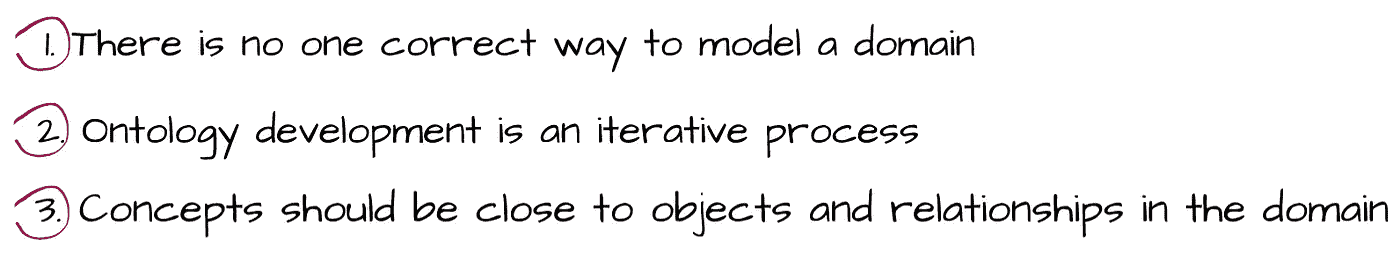 1. There is no one correct way to model a domain
2. Ontology development is an iterative process
3. Concepts should be close to objects and relationships in the domain